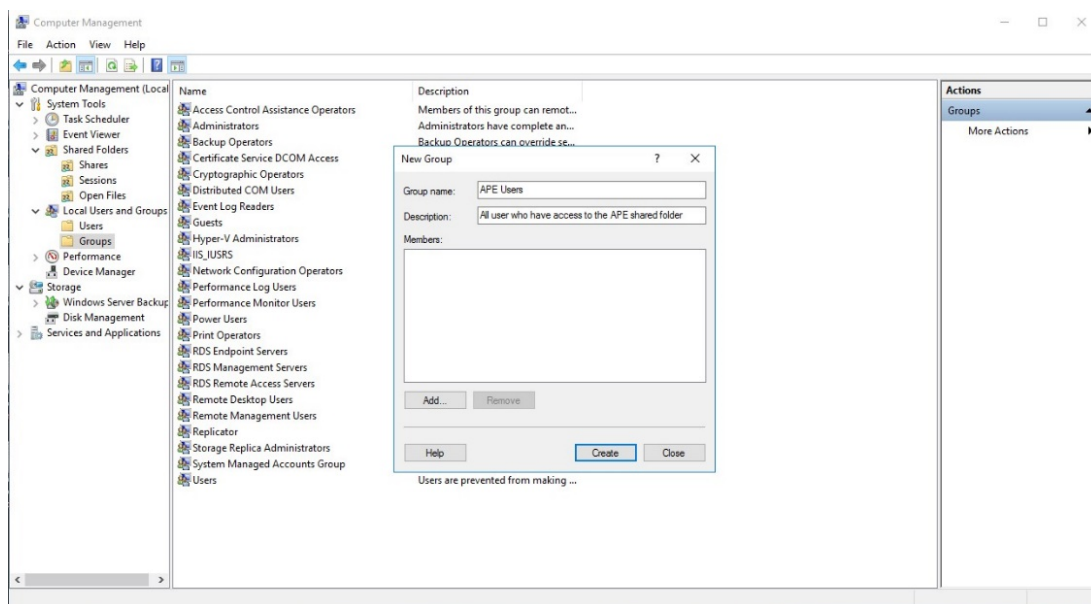 Computer Management
File Action View Help
Computer Management (Local
System Tools
Task Scheduler
Event Viewer
Shared Folders
Shares
Sessions
Open Files
Local Users and Groups
Users
Groups
Performance
Device Manager
Storage
Windows Server Backup
Disk Management
Services and Applications
Name Description
Access Control Assistance Operators Members of this group can remot...
Administrators Administrators have complete an...
Backup Operators Backup Operators can override se...
Certificate Service DCOM Access
Cryptographic Operators
Distributed COM Users
Event Log Readers
Guests
Hyper-V Administrators
IIS_IUSRS
Network Configuration Operators
Performance Log Users
Performance Monitor Users
Power Users
Print Operators
RDS Endpoint Servers
RDS Management Servers
RDS Remote Access Servers
Remote Desktop Users
Remote Management Users
Replicator
Storage Replica Administrators
System Managed Accounts Group
Users Users are prevented from making ...
New Group ? X
Group name: APE Users
Description: All user who have access to the APE shared folder
Members:
Add... Remove
Help Create Close
Actions
Groups
More Actions